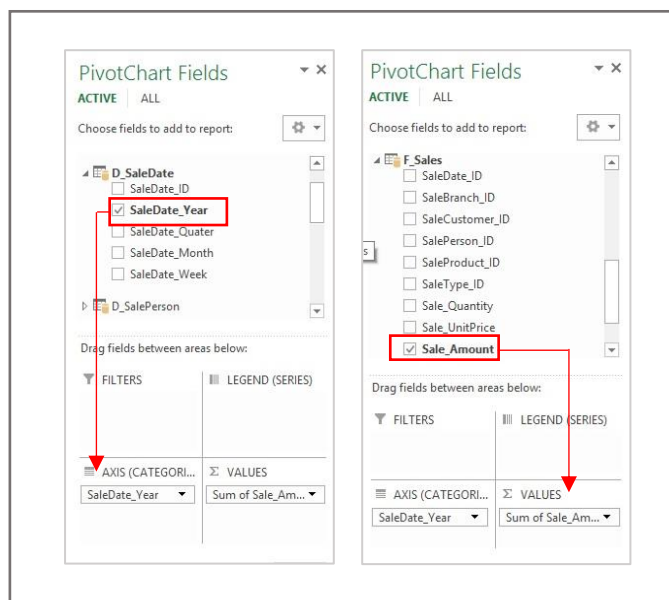 PivotChart Fields
ACTIVE ALL
Choose fields to add to report:
D_SaleDate
SaleDate_ID
SaleDate_Year
SaleDate_Quater
SaleDate_Month
SaleDate_Week
D_SalePerson
Drag fields between areas below:
FILTERS
LEGEND (SERIES)
AXIS (CATEGORI...
Σ VALUES
SaleDate_Year
Sum of Sale_Am...
PivotChart Fields
ACTIVE ALL
Choose fields to add to report:
F_Sales
SaleDate_ID
SaleBranch_ID
SaleCustomer_ID
SalePerson_ID
s
SaleProduct_ID
SaleType_ID
Sale_Quantity
Sale_UnitPrice
Sale_Amount
Drag fields between areas below:
FILTERS
LEGEND (SERIES)
AXIS (CATEGORI...
Σ VALUES
SaleDate_Year
Sum of Sale_Am...